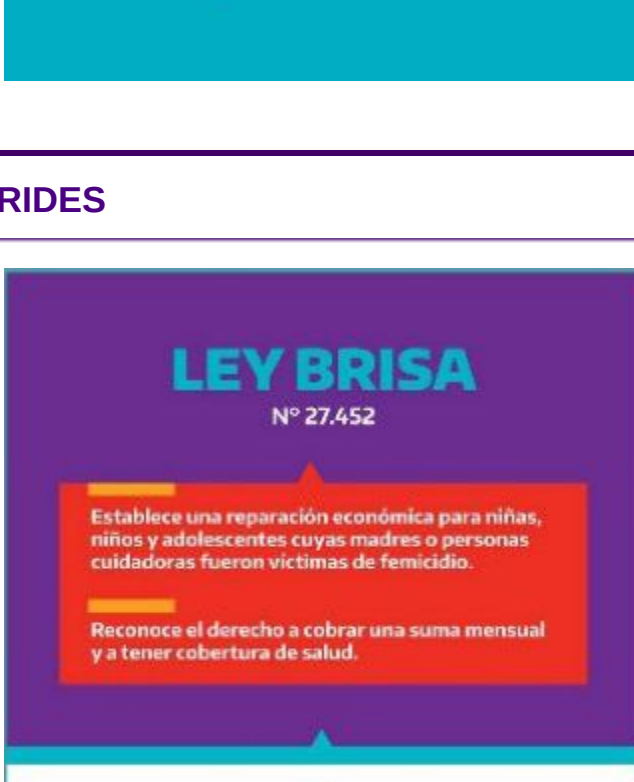 RIDES
LEY BRISA
N° 27.452
Establece una reparación económica para niñas,
niños y adolescentes cuyas madres o personas
cuidadoras fueron víctimas de femicidio.
Reconoce el derecho a cobrar una suma mensual
y a tener cobertura de salud.